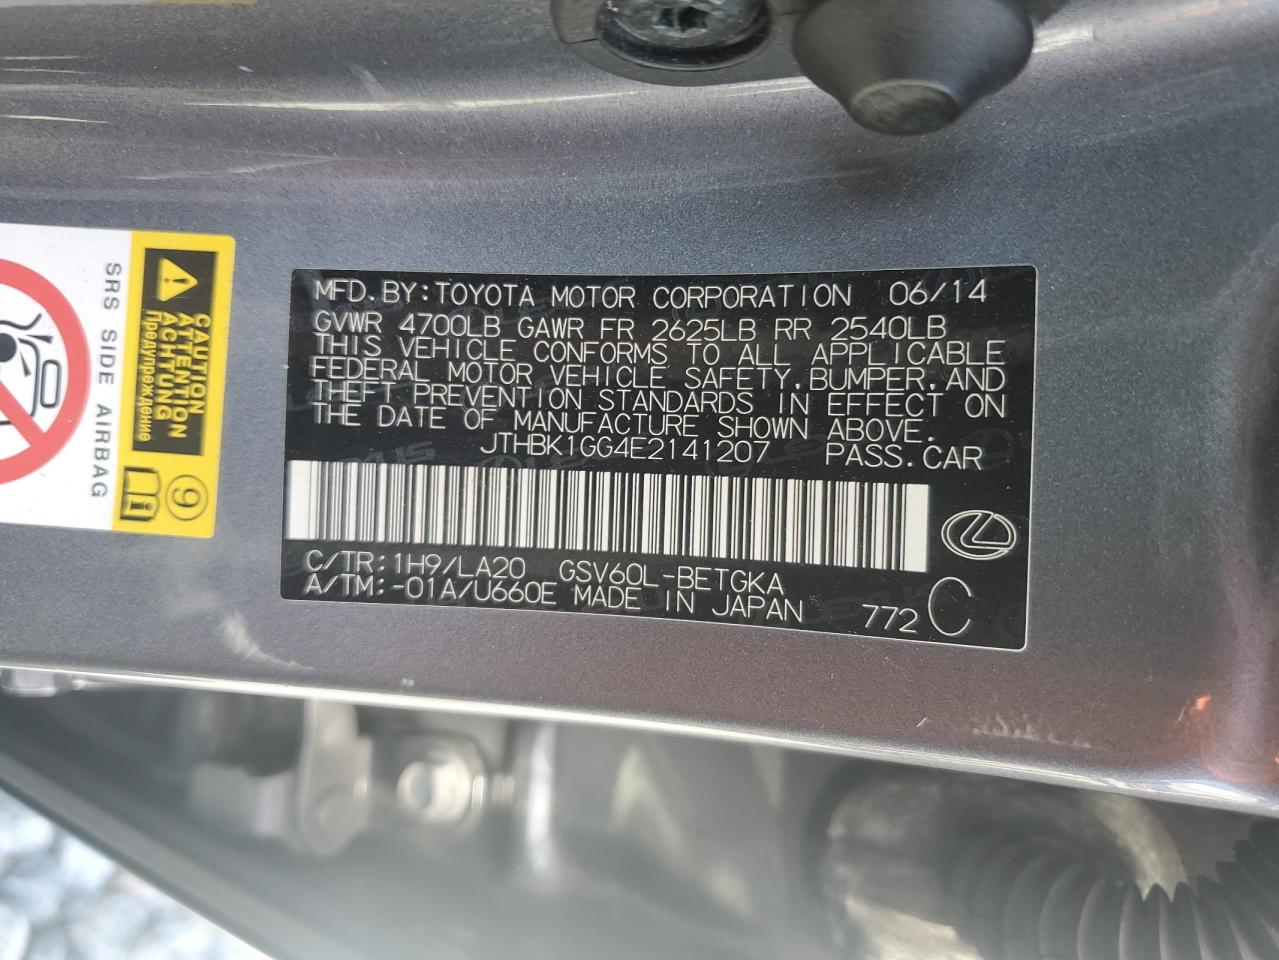 MFD.BY:TOYOTA MOTOR CORPORATION 06/14
GVWR 4700LB GAWR FR 2625LB RR 2540LB
THIS VEHICLE CONFORMS TO ALL APPLICABLE
FEDERAL MOTOR VEHICLE SAFETY,BUMPER,AND
THEFT PREVENTION STANDARDS IN EFFECT ON
THE DATE OF MANUFACTURE SHOWN ABOVE.
JTHBK1GG4E2141207 PASS.CAR
C/TR:1H9/LA20 GSV60L-BETGKA
A/TM:-01A/U660E MADE IN JAPAN 772 C
CAUTION
ATTENTION
ACHTUNG
Предупреждение
9
SRS SIDE AIRBAG